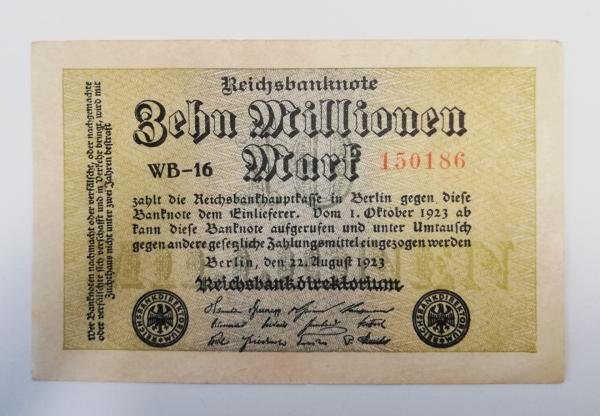 Reichsbanknote
Zehn Millionen
WB-16 Mark 150186
zahlt die Reichsbankhauptkasse in Berlin gegen diese
Banknote dem Einlieferer. Vom 1. Oktober 1923 ab
kann diese Banknote aufgerufen und unter Umtausch
gegen andere gesetzliche Zahlungsmittel eingezogen werden
Berlin, den 22. August 1923
Reichsbankdirektorium
REICHSBANKDIREKTORIUM
REICHSBANKDIREKTORIUM
Wer Banknoten nachmacht oder verfälscht, oder nachgemachte
oder verfälschte sich verschafft und in Verkehr bringt, wird mit
Zuchthaus nicht unter zwei Jahren bestraft